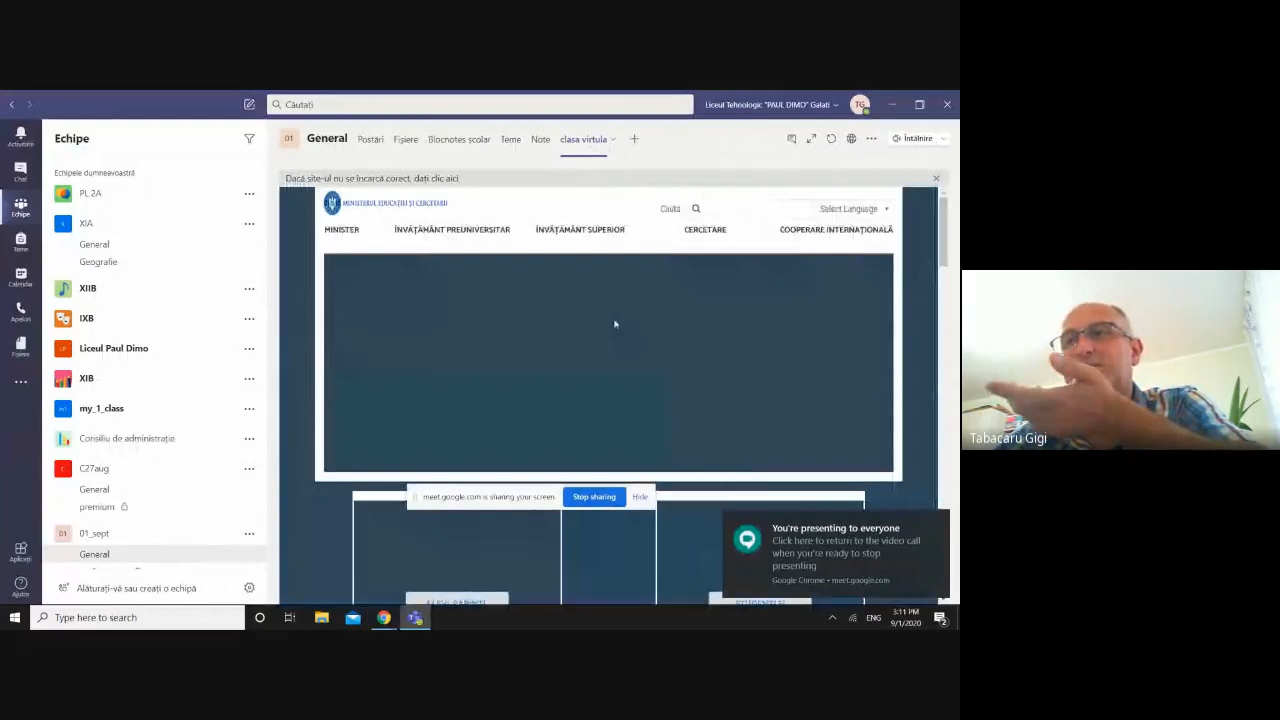 Căutați
Liceul Tehnologic "PAUL DIMO" Galati
TG
Activitate
Chat
Echipe
Teme
Calendar
Apeluri
Fișiere
Aplicații
Ajutor
Echipe
Echipele dumneavoastră
PL 2A
XIA
General
Geografie
XIIB
IXB
Liceul Paul Dimo
XIB
my_1_class
Consiliu de administrație
C27aug
General
premium
01 01_sept
General
Alăturați-vă sau creați o echipă
01 General Postări Fișiere Blocnotes școlar Teme Note clasa virtula
Întâlnire
Dacă site-ul nu se încarcă corect, dați clic aici
MINISTERUL EDUCAȚIEI ȘI CERCETĂRII
Caută
Select Language
MINISTER ÎNVĂȚĂMÂNT PREUNIVERSITAR ÎNVĂȚĂMÂNT SUPERIOR CERCETARE COOPERARE INTERNAȚIONALĂ
meet.google.com is sharing your screen. Stop sharing Hide
You're presenting to everyone
Click here to return to the video call
when you're ready to stop
presenting
Google Chrome • meet.google.com
Type here to search
ENG
3:11 PM
9/1/2020
2
Tabacaru Gigi